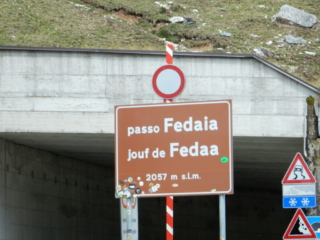 passo Fedaia
jouf de Fedaa
2057 m s.l.m.